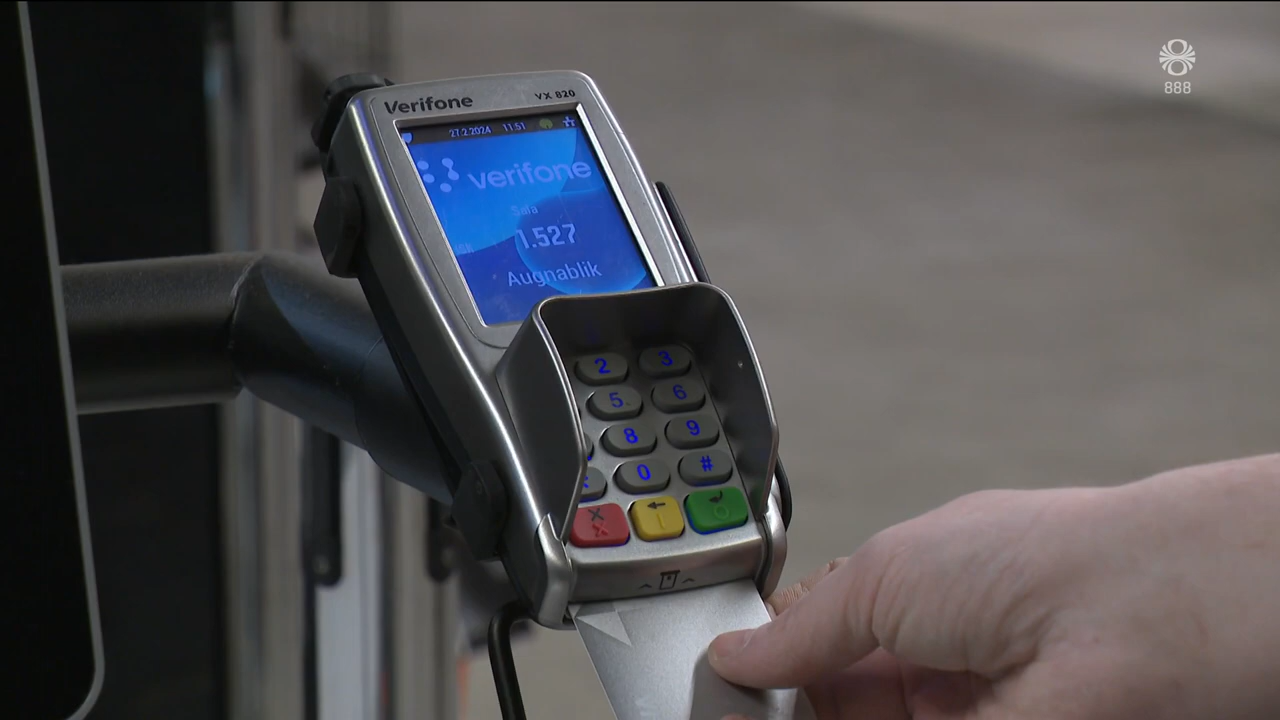 888
Verifone
VX 820
27.2.2024 11:51
verifone
Sala
1.527
Augnablik
2 3
5 6
8 9
0 #